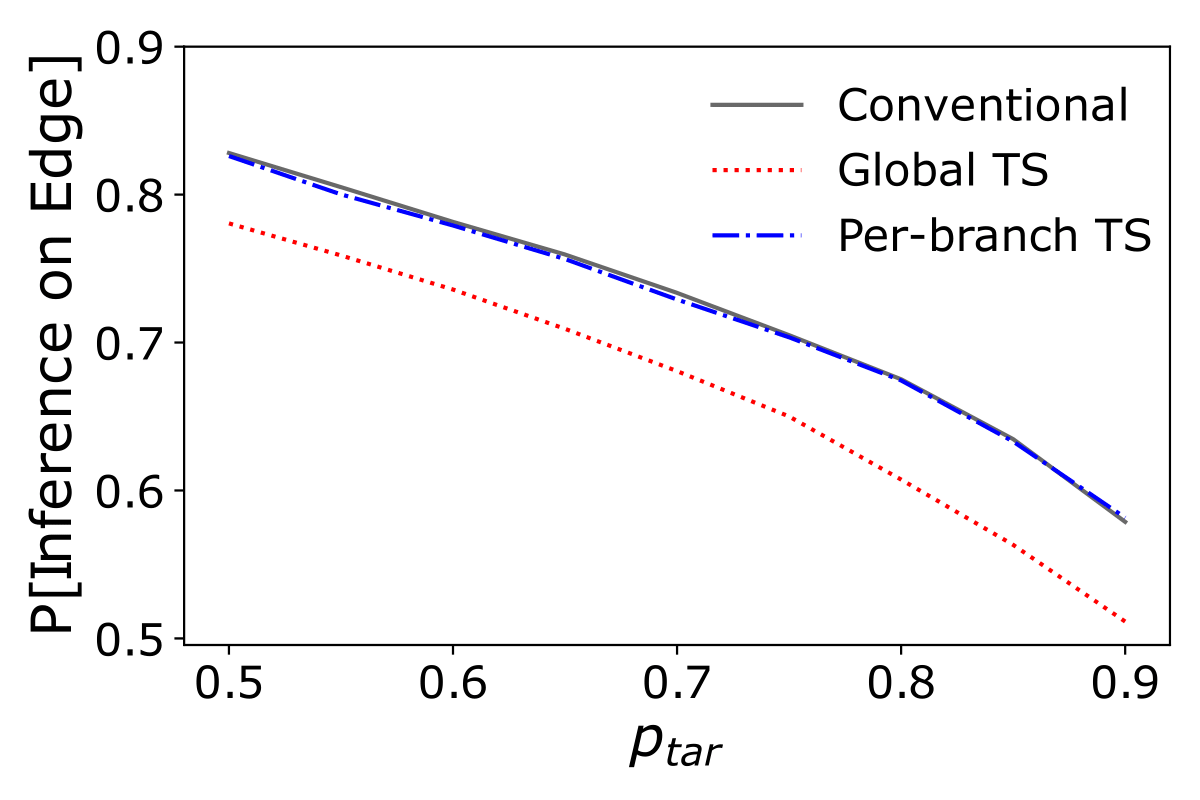 P[Inference on Edge]
0.9
0.8
0.7
0.6
0.5
Conventional
Global TS
Per-branch TS
0.5 0.6 0.7 0.8 0.9
p_tar